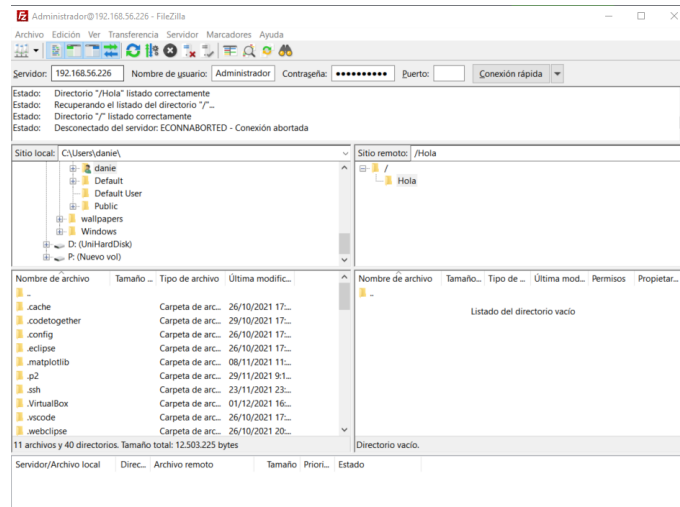 Administrador@192.168.56.226 - FileZilla
Archivo Edición Ver Transferencia Servidor Marcadores Ayuda
Servidor: 192.168.56.226 Nombre de usuario: Administrador Contraseña: ●●●●●●●●●● Puerto: Conexión rápida
Estado: Directorio "/Hola" listado correctamente
Estado: Recuperando el listado del directorio "/"...
Estado: Directorio "/" listado correctamente
Estado: Desconectado del servidor: ECONNABORTED - Conexión abortada
Sitio local: C:\Users\danie\
danie
Default
Default User
Public
wallpapers
Windows
D: (UniHardDisk)
P: (Nuevo vol)
Sitio remoto: /Hola
/
Hola
Nombre de archivo Tamaño ... Tipo de archivo Última modific...
..
.cache Carpeta de arc... 26/10/2021 17:...
.codetogether Carpeta de arc... 29/10/2021 17:...
.config Carpeta de arc... 26/10/2021 17:...
.eclipse Carpeta de arc... 26/10/2021 17:...
.matplotlib Carpeta de arc... 08/11/2021 11:...
.p2 Carpeta de arc... 29/11/2021 9:1...
.ssh Carpeta de arc... 23/11/2021 23:...
.VirtualBox Carpeta de arc... 01/12/2021 16:...
.vscode Carpeta de arc... 26/10/2021 17:...
.webclipse Carpeta de arc... 26/10/2021 20:...
11 archivos y 40 directorios. Tamaño total: 12.503.225 bytes
Nombre de archivo Tamaño... Tipo de ... Última mod... Permisos Propietar...
..
Listado del directorio vacío
Directorio vacío.
Servidor/Archivo local Direc... Archivo remoto Tamaño Priori... Estado